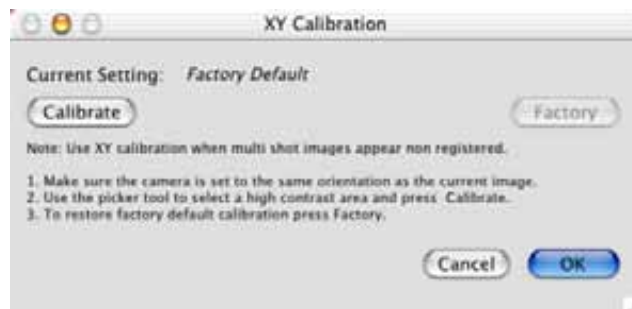 XY Calibration
Current Setting: Factory Default
Calibrate Factory
Note: Use XY calibration when multi shot images appear non registered.
1. Make sure the camera is set to the same orientation as the current image.
2. Use the picker tool to select a high contrast area and press Calibrate.
3. To restore factory default calibration press Factory.
Cancel OK